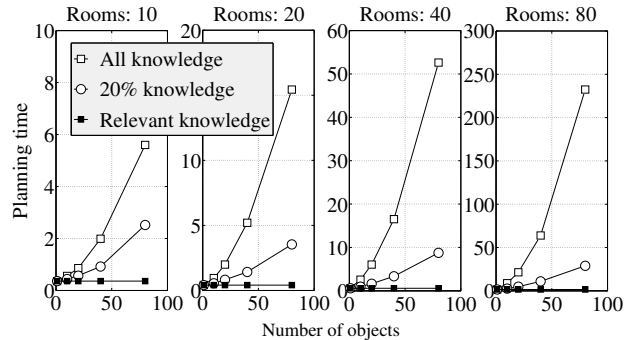 Rooms: 10
Rooms: 20
Rooms: 40
Rooms: 80
Planning time
10
8
6
4
2
0
20
15
10
5
0
60
50
40
30
20
10
0
300
250
200
150
100
50
0
All knowledge
20% knowledge
Relevant knowledge
0 50 100
0 50 100
0 50 100
0 50 100
Number of objects